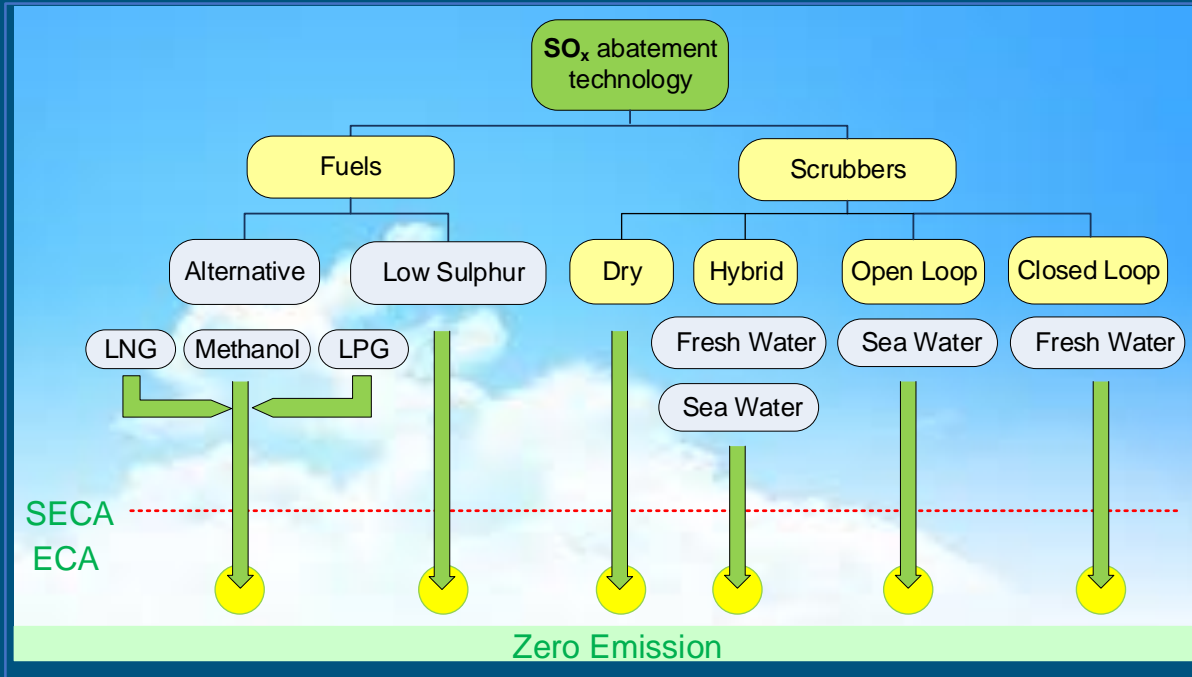 SOx abatement
technology
Fuels
Scrubbers
Alternative
Low Sulphur
Dry
Hybrid
Open Loop
Closed Loop
LNG
Methanol
LPG
Fresh Water
Sea Water
Fresh Water
Sea Water
SECA
ECA
Zero Emission